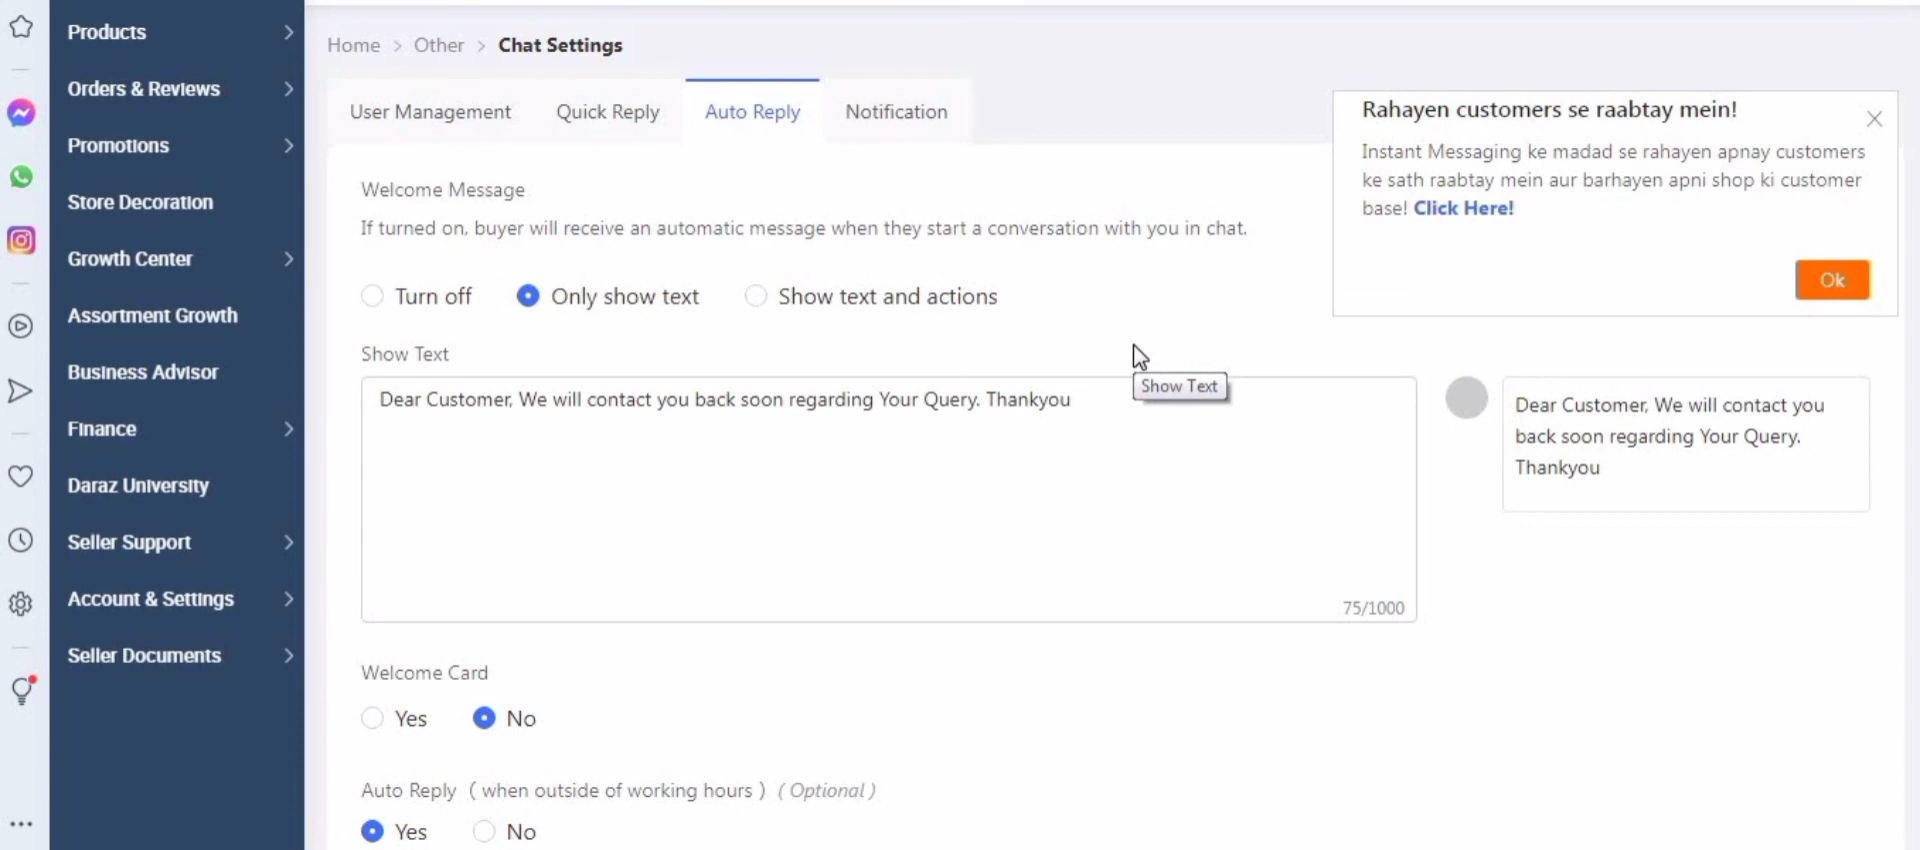 Products
Orders & Reviews
Promotions
Store Decoration
Growth Center
Assortment Growth
Business Advisor
Finance
Daraz University
Seller Support
Account & Settings
Seller Documents
Home > Other > Chat Settings
User Management Quick Reply Auto Reply Notification
Rahayen customers se raabtay mein!
Instant Messaging ke madad se rahayen apnay customers
ke sath raabtay mein aur barhayen apni shop ki customer
base! Click Here!
Ok
Welcome Message
If turned on, buyer will receive an automatic message when they start a conversation with you in chat.
Turn off Only show text Show text and actions
Show Text
Show Text
Dear Customer, We will contact you back soon regarding Your Query. Thankyou
75/1000
Dear Customer, We will contact you
back soon regarding Your Query.
Thankyou
Welcome Card
Yes No
Auto Reply ( when outside of working hours ) ( Optional )
Yes No